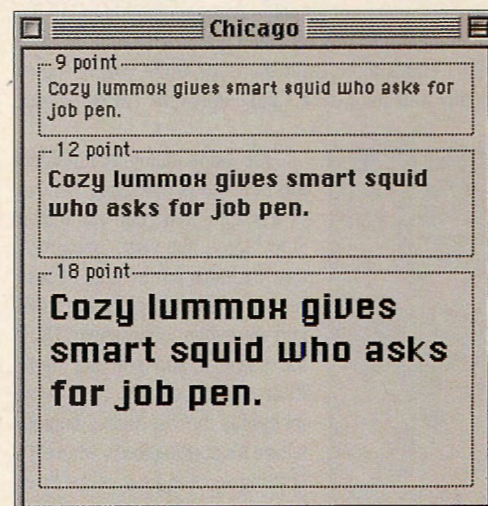 Chicago
9 point
Cozy lummox gives smart squid who asks for
job pen.
12 point
Cozy lummox gives smart squid
who asks for job pen.
18 point
Cozy lummox gives
smart squid who asks
for job pen.